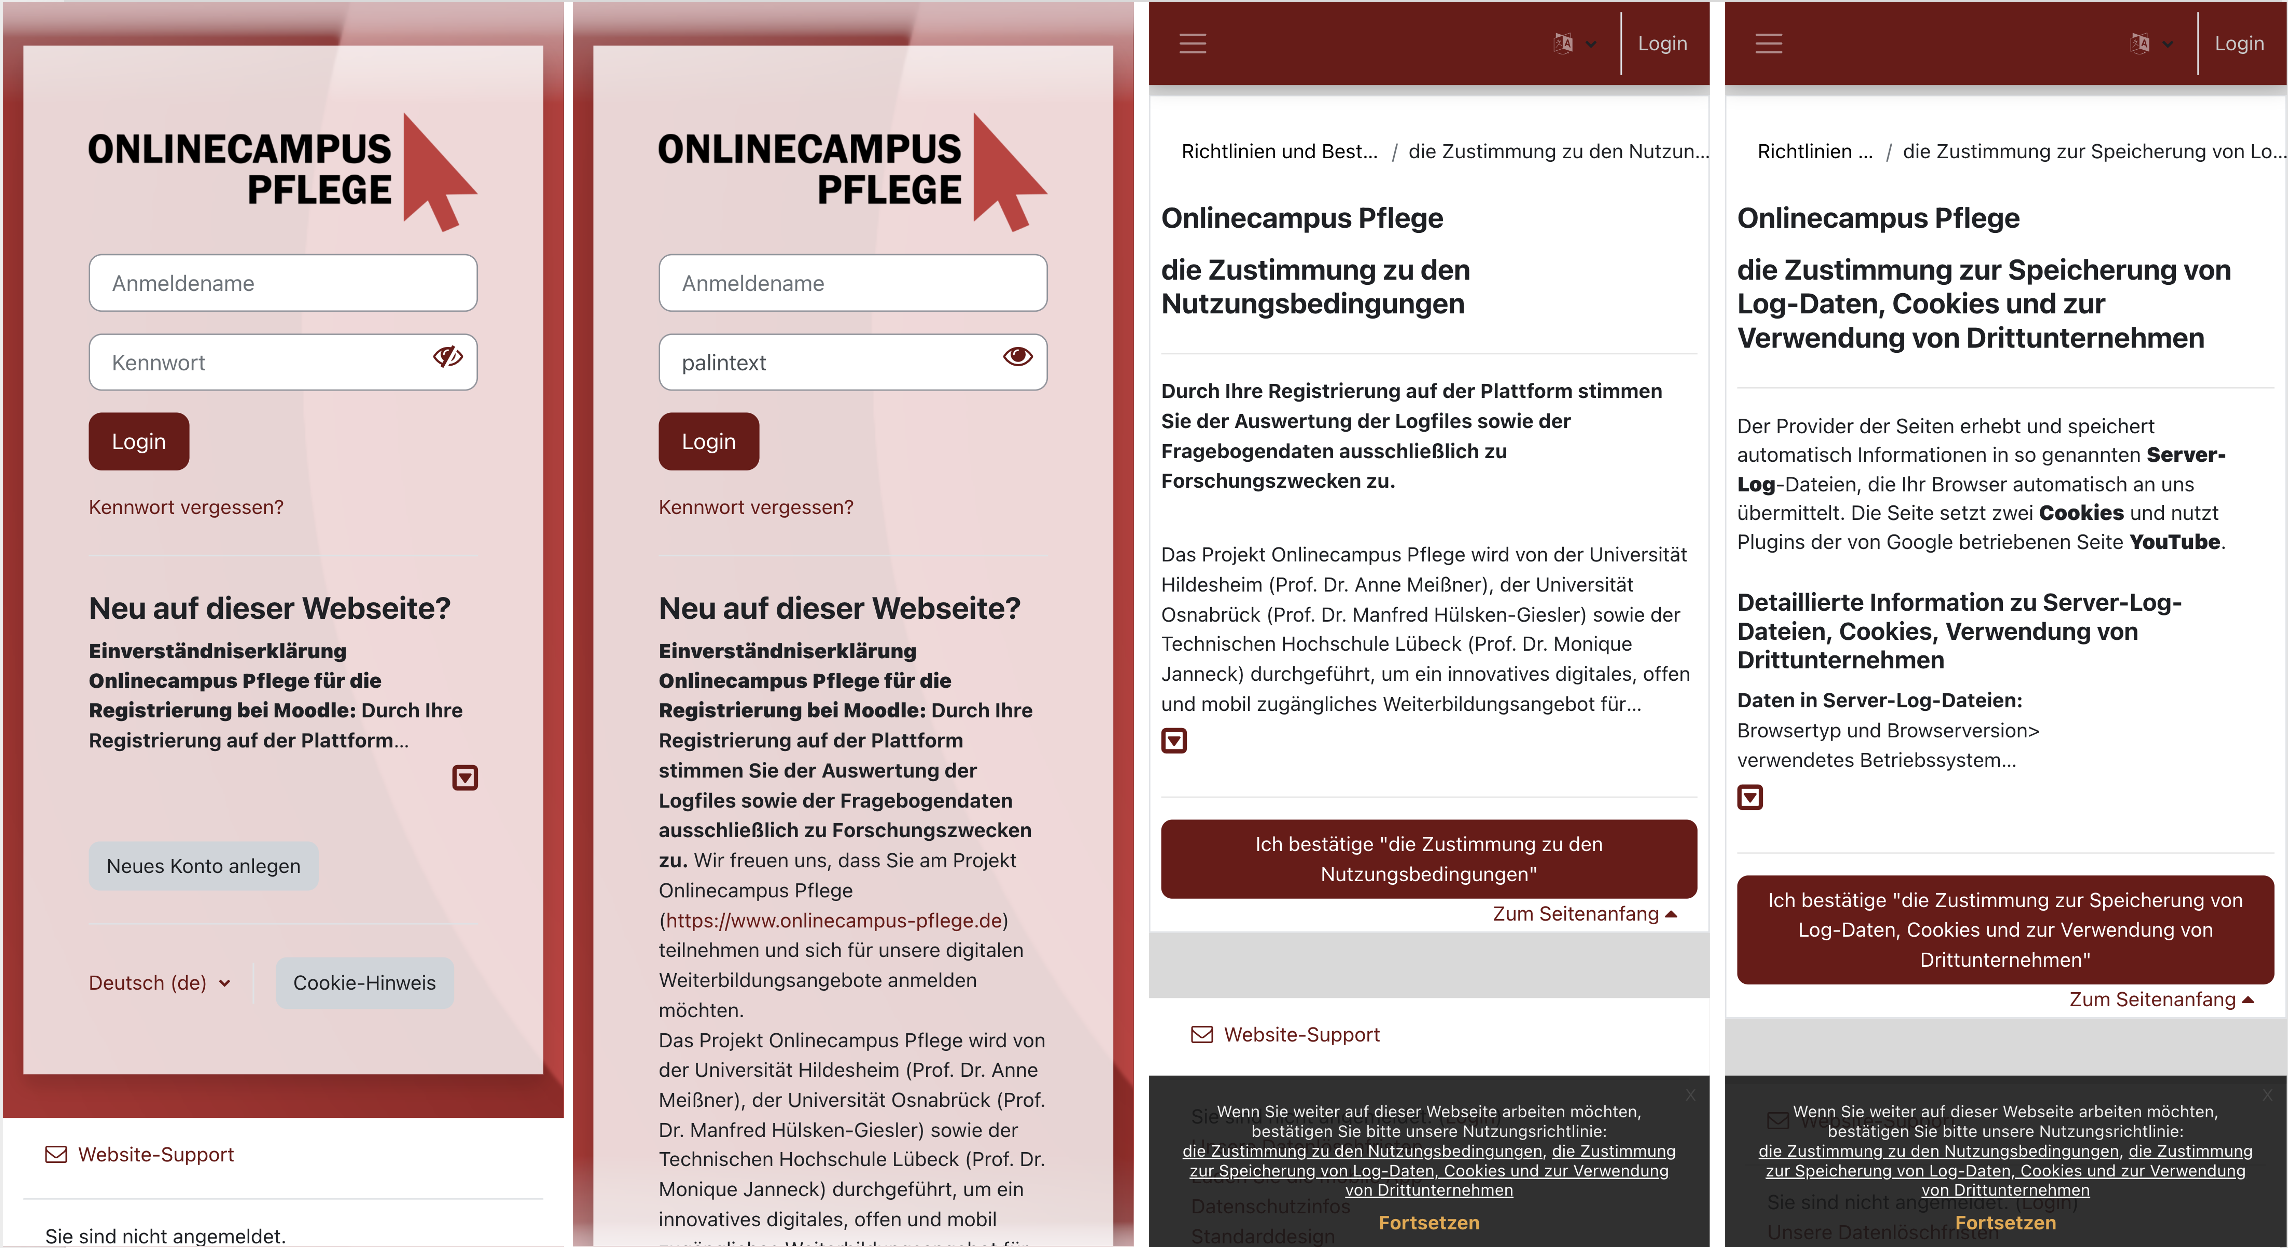 ONLINECAMPUS
PFLEGE
Anmeldename
Kennwort
Login
Kennwort vergessen?
Neu auf dieser Webseite?
Einverständniserklärung
Onlinecampus Pflege für die
Registrierung bei Moodle: Durch Ihre
Registrierung auf der Plattform...
Neues Konto anlegen
Deutsch (de)
Cookie-Hinweis
Website-Support
Sie sind nicht angemeldet.
ONLINECAMPUS
PFLEGE
Anmeldename
palintext
Login
Kennwort vergessen?
Neu auf dieser Webseite?
Einverständniserklärung
Onlinecampus Pflege für die
Registrierung bei Moodle: Durch Ihre
Registrierung auf der Plattform
stimmen Sie der Auswertung der
Logfiles sowie der Fragebogendaten
ausschließlich zu Forschungszwecken
zu. Wir freuen uns, dass Sie am Projekt
Onlinecampus Pflege
(https://www.onlinecampus-pflege.de)
teilnehmen und sich für unsere digitalen
Weiterbildungsangebote anmelden
möchten.
Das Projekt Onlinecampus Pflege wird von
der Universität Hildesheim (Prof. Dr. Anne
Meißner), der Universität Osnabrück (Prof.
Dr. Manfred Hülsken-Giesler) sowie der
Technischen Hochschule Lübeck (Prof. Dr.
Monique Janneck) durchgeführt, um ein
innovatives digitales, offen und mobil
zugängliches Weiterbildungsangebot für
Login
Richtlinien und Best... / die Zustimmung zu den Nutzun...
Onlinecampus Pflege
die Zustimmung zu den
Nutzungsbedingungen
Durch Ihre Registrierung auf der Plattform stimmen
Sie der Auswertung der Logfiles sowie der
Fragebogendaten ausschließlich zu
Forschungszwecken zu.
Das Projekt Onlinecampus Pflege wird von der Universität
Hildesheim (Prof. Dr. Anne Meißner), der Universität
Osnabrück (Prof. Dr. Manfred Hülsken-Giesler) sowie der
Technischen Hochschule Lübeck (Prof. Dr. Monique
Janneck) durchgeführt, um ein innovatives digitales, offen
und mobil zugängliches Weiterbildungsangebot für...
Ich bestätige "die Zustimmung zu den
Nutzungsbedingungen"
Zum Seitenanfang
Website-Support
x
Wenn Sie weiter auf dieser Webseite arbeiten möchten,
bestätigen Sie bitte unsere Nutzungsrichtlinie:
die Zustimmung zu den Nutzungsbedingungen, die Zustimmung
zur Speicherung von Log-Daten, Cookies und zur Verwendung
von Drittunternehmen
Datenschutzinfos
Fortsetzen
Standarddesign
Login
Richtlinien ... / die Zustimmung zur Speicherung von Lo...
Onlinecampus Pflege
die Zustimmung zur Speicherung von
Log-Daten, Cookies und zur
Verwendung von Drittunternehmen
Der Provider der Seiten erhebt und speichert
automatisch Informationen in so genannten Server-
Log-Dateien, die Ihr Browser automatisch an uns
übermittelt. Die Seite setzt zwei Cookies und nutzt
Plugins der von Google betriebenen Seite YouTube.
Detaillierte Information zu Server-Log-
Dateien, Cookies, Verwendung von
Drittunternehmen
Daten in Server-Log-Dateien:
Browsertyp und Browserversion>
verwendetes Betriebssystem...
Ich bestätige "die Zustimmung zur Speicherung von
Log-Daten, Cookies und zur Verwendung von
Drittunternehmen"
Zum Seitenanfang
x
Wenn Sie weiter auf dieser Webseite arbeiten möchten,
bestätigen Sie bitte unsere Nutzungsrichtlinie:
die Zustimmung zu den Nutzungsbedingungen, die Zustimmung
zur Speicherung von Log-Daten, Cookies und zur Verwendung
von Drittunternehmen
Sie sind nicht angemeldet. (Login)
Fortsetzen
Unsere Datenlöschfristen